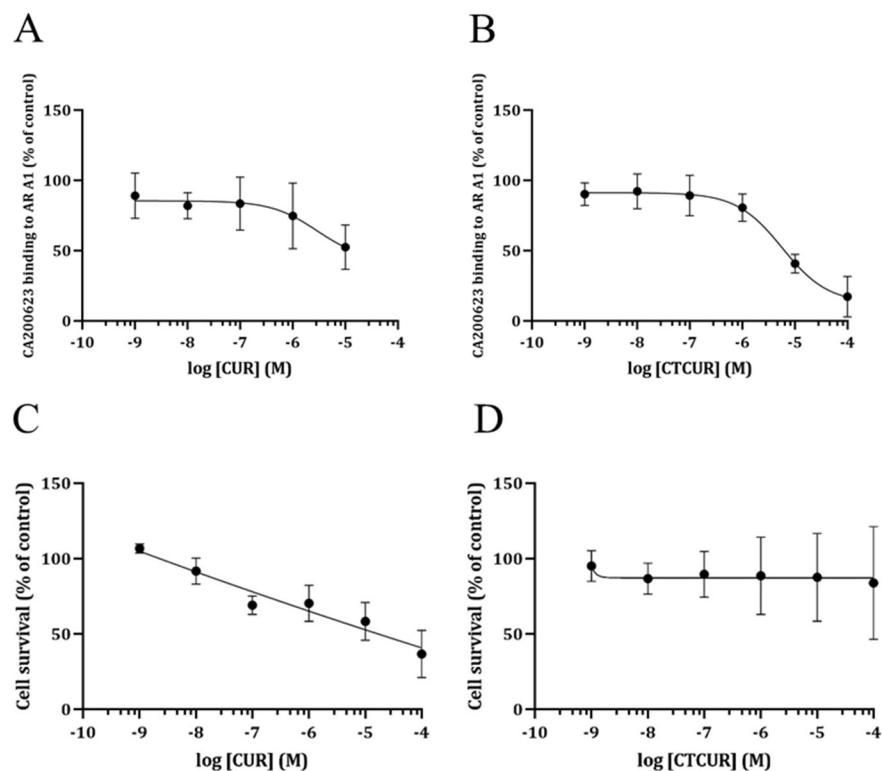 A
CA200623 binding to AR A1 (% of control)
150
100
50
0
-10 -9 -8 -7 -6 -5 -4
log [CUR] (M)
B
CA200623 binding to AR A1 (% of control)
150
100
50
0
-10 -9 -8 -7 -6 -5 -4
log [CTCUR] (M)
C
Cell survival (% of control)
150
100
50
0
-10 -9 -8 -7 -6 -5 -4
log [CUR] (M)
D
Cell survival (% of control)
150
100
50
0
-10 -9 -8 -7 -6 -5 -4
log [CTCUR] (M)